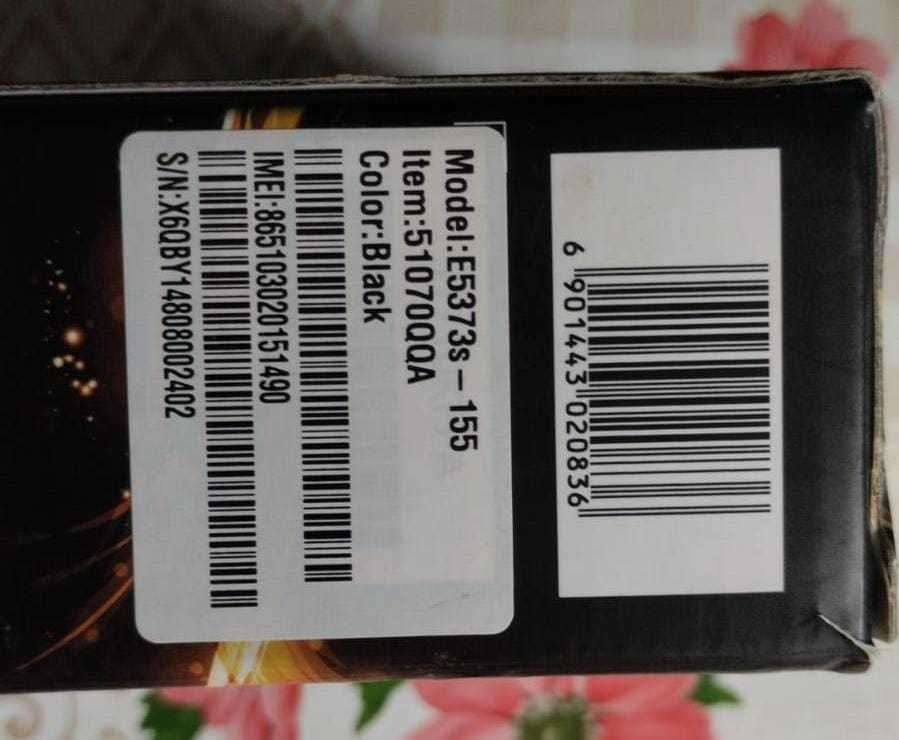 Model:E5373s-155
Item:51070QQA
Color:Black
IMEI:865103020151490
S/N:X6QBY14808002402
6 901443 020836